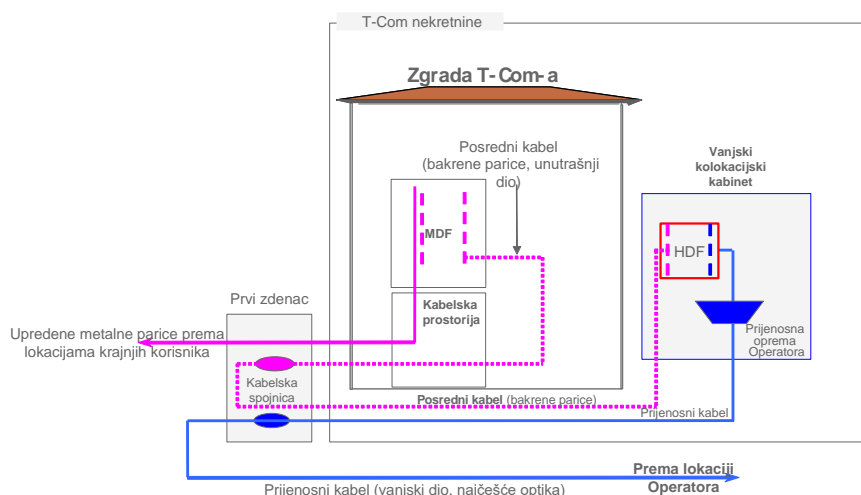 T-Com nekretnine
Zgrada T-Com-a
Posredni kabel
(bakrene parice, unutrašnji
dio)
Vanjski
kolokacijski
kabinet
MDF
HDF
Kabelska
prostorija
Prvi zdenac
Upredene metalne parice prema
lokacijama krajnjih korisnika
Prijenosna
oprema
Operatora
Kabelska
spojnica
Posredni kabel (bakrene parice)
Prijenosni kabel
Prema lokaciji
Operatora
Prijenosni kabel (vanjski dio, najčešće optika)